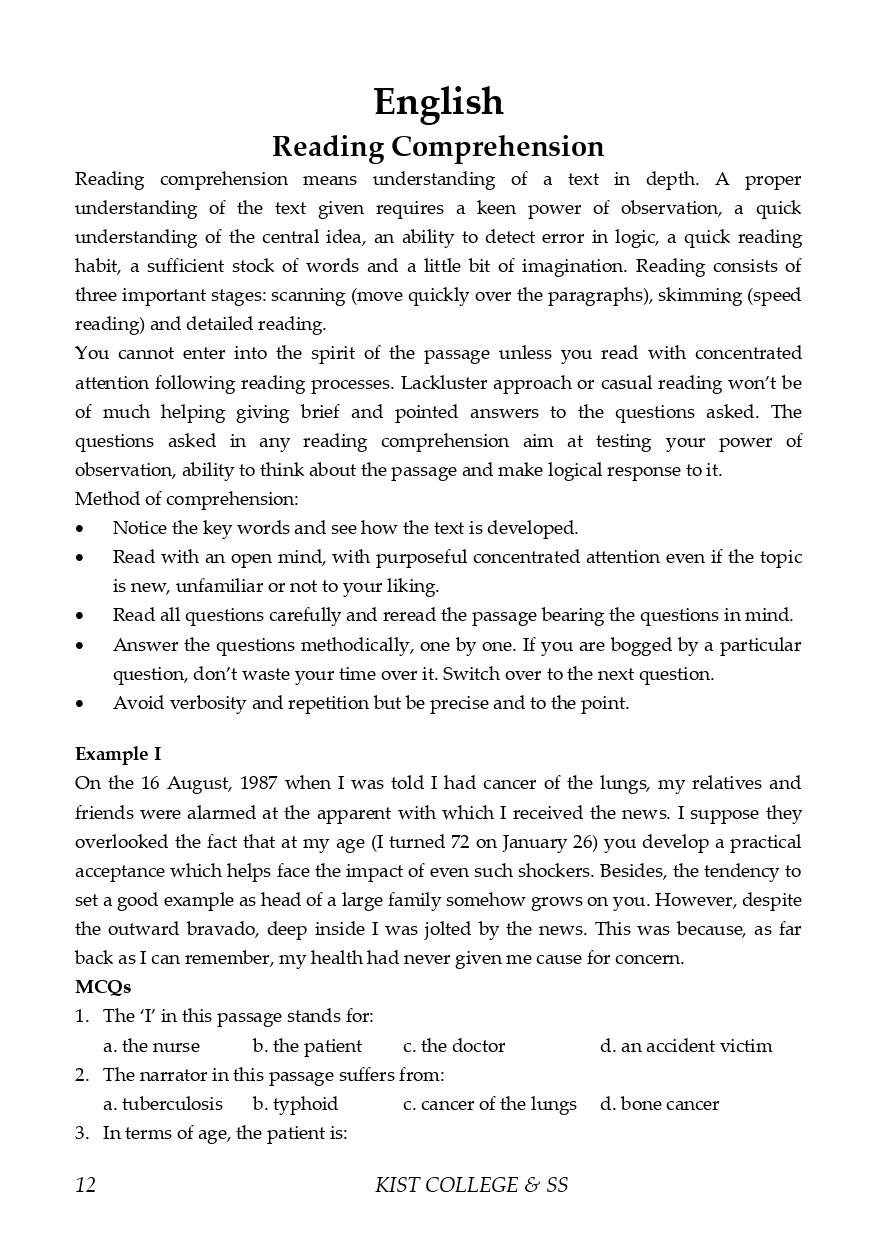 English
Reading Comprehension
Reading comprehension means understanding of a text in depth. A proper
understanding of the text given requires a keen power of observation, a quick
understanding of the central idea, an ability to detect error in logic, a quick reading
habit, a sufficient stock of words and a little bit of imagination. Reading consists of
three important stages: scanning (move quickly over the paragraphs), skimming (speed
reading) and detailed reading.
You cannot enter into the spirit of the passage unless you read with concentrated
attention following reading processes. Lackluster approach or casual reading won’t be
of much helping giving brief and pointed answers to the questions asked. The
questions asked in any reading comprehension aim at testing your power of
observation, ability to think about the passage and make logical response to it.
Method of comprehension:
• Notice the key words and see how the text is developed.
• Read with an open mind, with purposeful concentrated attention even if the topic
is new, unfamiliar or not to your liking.
• Read all questions carefully and reread the passage bearing the questions in mind.
• Answer the questions methodically, one by one. If you are bogged by a particular
question, don’t waste your time over it. Switch over to the next question.
• Avoid verbosity and repetition but be precise and to the point.
Example I
On the 16 August, 1987 when I was told I had cancer of the lungs, my relatives and
friends were alarmed at the apparent with which I received the news. I suppose they
overlooked the fact that at my age (I turned 72 on January 26) you develop a practical
acceptance which helps face the impact of even such shockers. Besides, the tendency to
set a good example as head of a large family somehow grows on you. However, despite
the outward bravado, deep inside I was jolted by the news. This was because, as far
back as I can remember, my health had never given me cause for concern.
MCQs
1. The ‘I’ in this passage stands for:
a. the nurse b. the patient c. the doctor d. an accident victim
2. The narrator in this passage suffers from:
a. tuberculosis b. typhoid c. cancer of the lungs d. bone cancer
3. In terms of age, the patient is:
12 KIST COLLEGE & SS